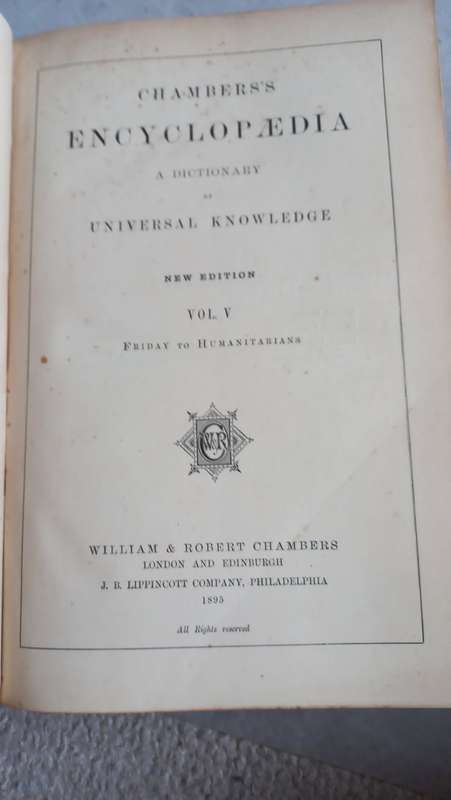 CHAMBERS'S
ENCYCLOPÆDIA
A DICTIONARY
OF
UNIVERSAL KNOWLEDGE
NEW EDITION
VOL. V
FRIDAY TO HUMANITARIANS
W&RC
WILLIAM & ROBERT CHAMBERS
LONDON AND EDINBURGH
J. B. LIPPINCOTT COMPANY, PHILADELPHIA
1895
All Rights reserved